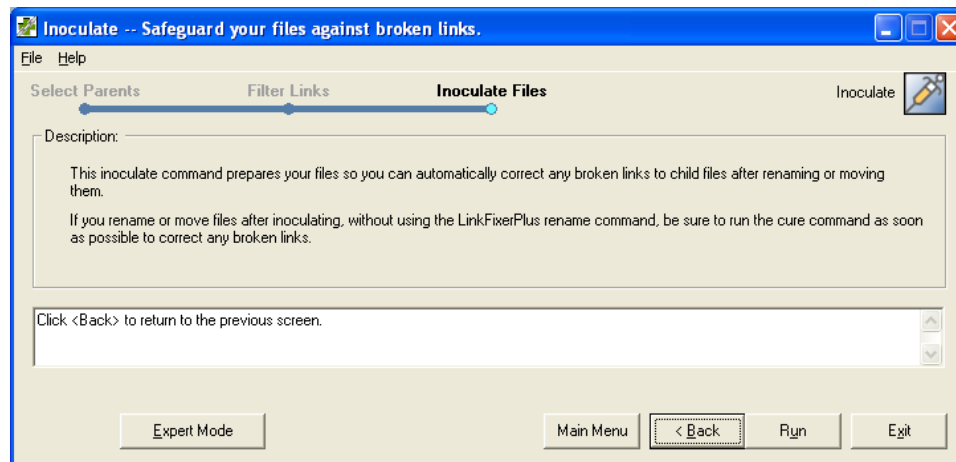 Inoculate -- Safeguard your files against broken links.
File Help
Select Parents Filter Links Inoculate Files Inoculate
Description:
This inoculate command prepares your files so you can automatically correct any broken links to child files after renaming or moving
them.
If you rename or move files after inoculating, without using the LinkFixerPlus rename command, be sure to run the cure command as soon
as possible to correct any broken links.
Click <Back> to return to the previous screen.
Expert Mode Main Menu < Back Run Exit